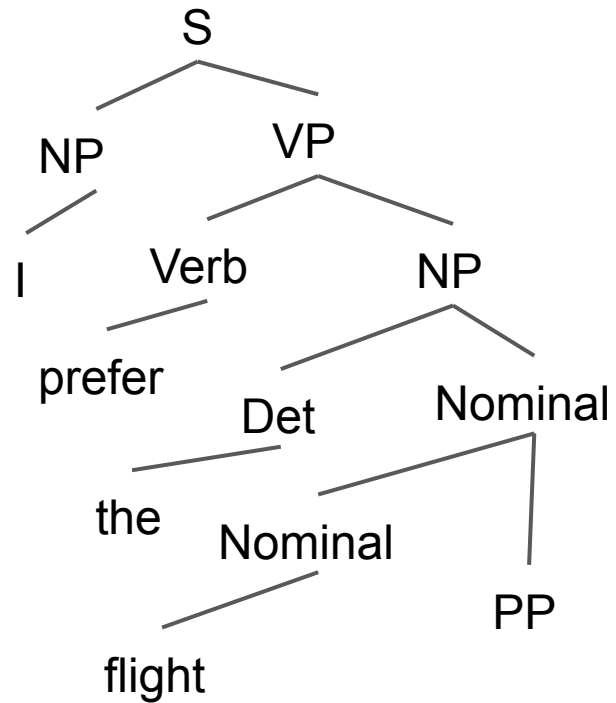 S
NP VP
I Verb NP
prefer Det Nominal
the Nominal PP
flight